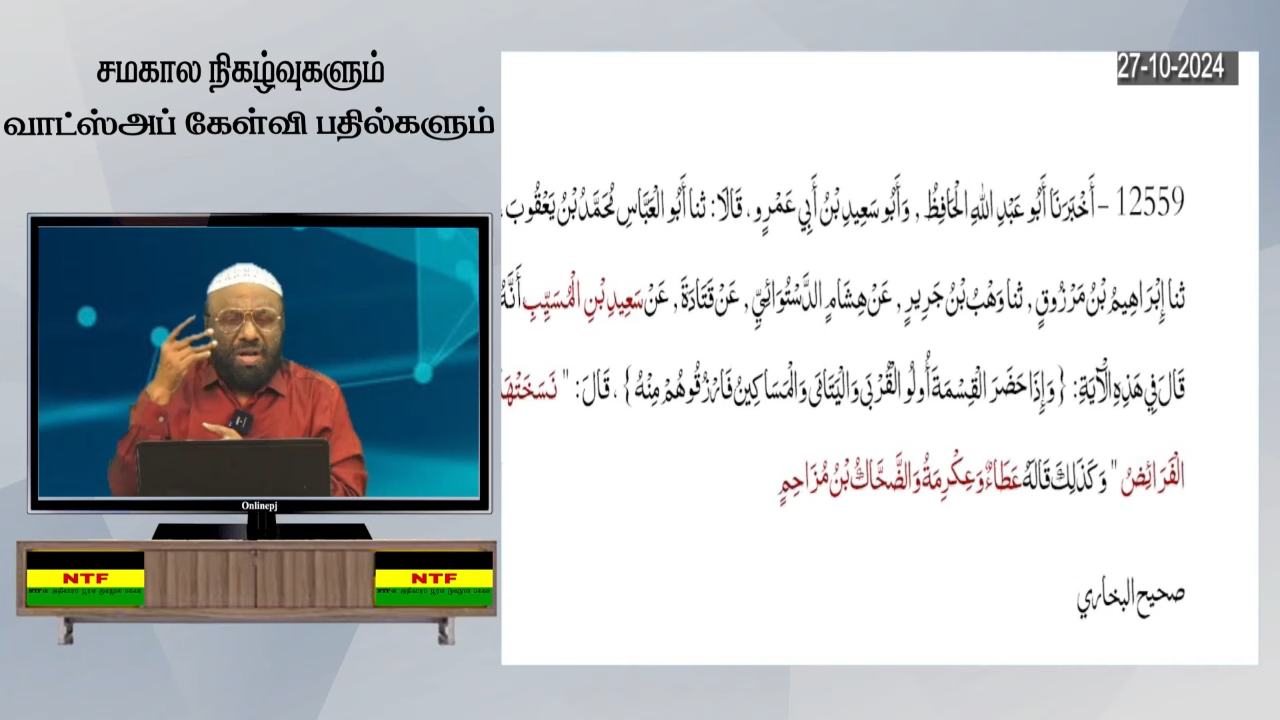 சமகால நிகழ்வுகளும்
வாட்ஸ்அப் கேள்வி பதில்களும்
27-10-2024
12559 - أَخْبَرَنَا أَبُو عَبْدِ اللهِ الْحَافِظُ , وَأَبُو سَعِيدِ بْنُ أَبِي عَمْرٍو، قَالَا: ثنا أَبُو الْعَبَّاسِ مُحَمَّدُ بْنُ يَعْقُوبَ ,
ثنا إِبْرَاهِيمُ بْنُ مَرْزُوقٍ , ثنا وَهْبُ بْنُ جَرِيرٍ , عَنْ هِشَامٍ الدَّسْتُوَائِيِّ , عَنْ قَتَادَةَ , عَنْ سَعِيدِ بْنِ الْمُسَيِّبِ أَنَّهُ
قَالَ فِي هَذِهِ الْآيَةِ: { وَإِذَا حَضَرَ الْقِسْمَةَ أُولُو الْقُرْبَى وَالْيَتَامَى وَالْمَسَاكِينُ فَارْزُقُوهُمْ مِنْهُ } ، قَالَ: " نَسَخَتْهَا
الْفَرَائِضُ " وَكَذَلِكَ قَالَهُ عَطَاءٌ وَعِكْرِمَةُ وَالضَّحَّاكُ بْنُ مُزَاحِمٍ
صحيح البخاري
Onlinepj
NTF
NTF